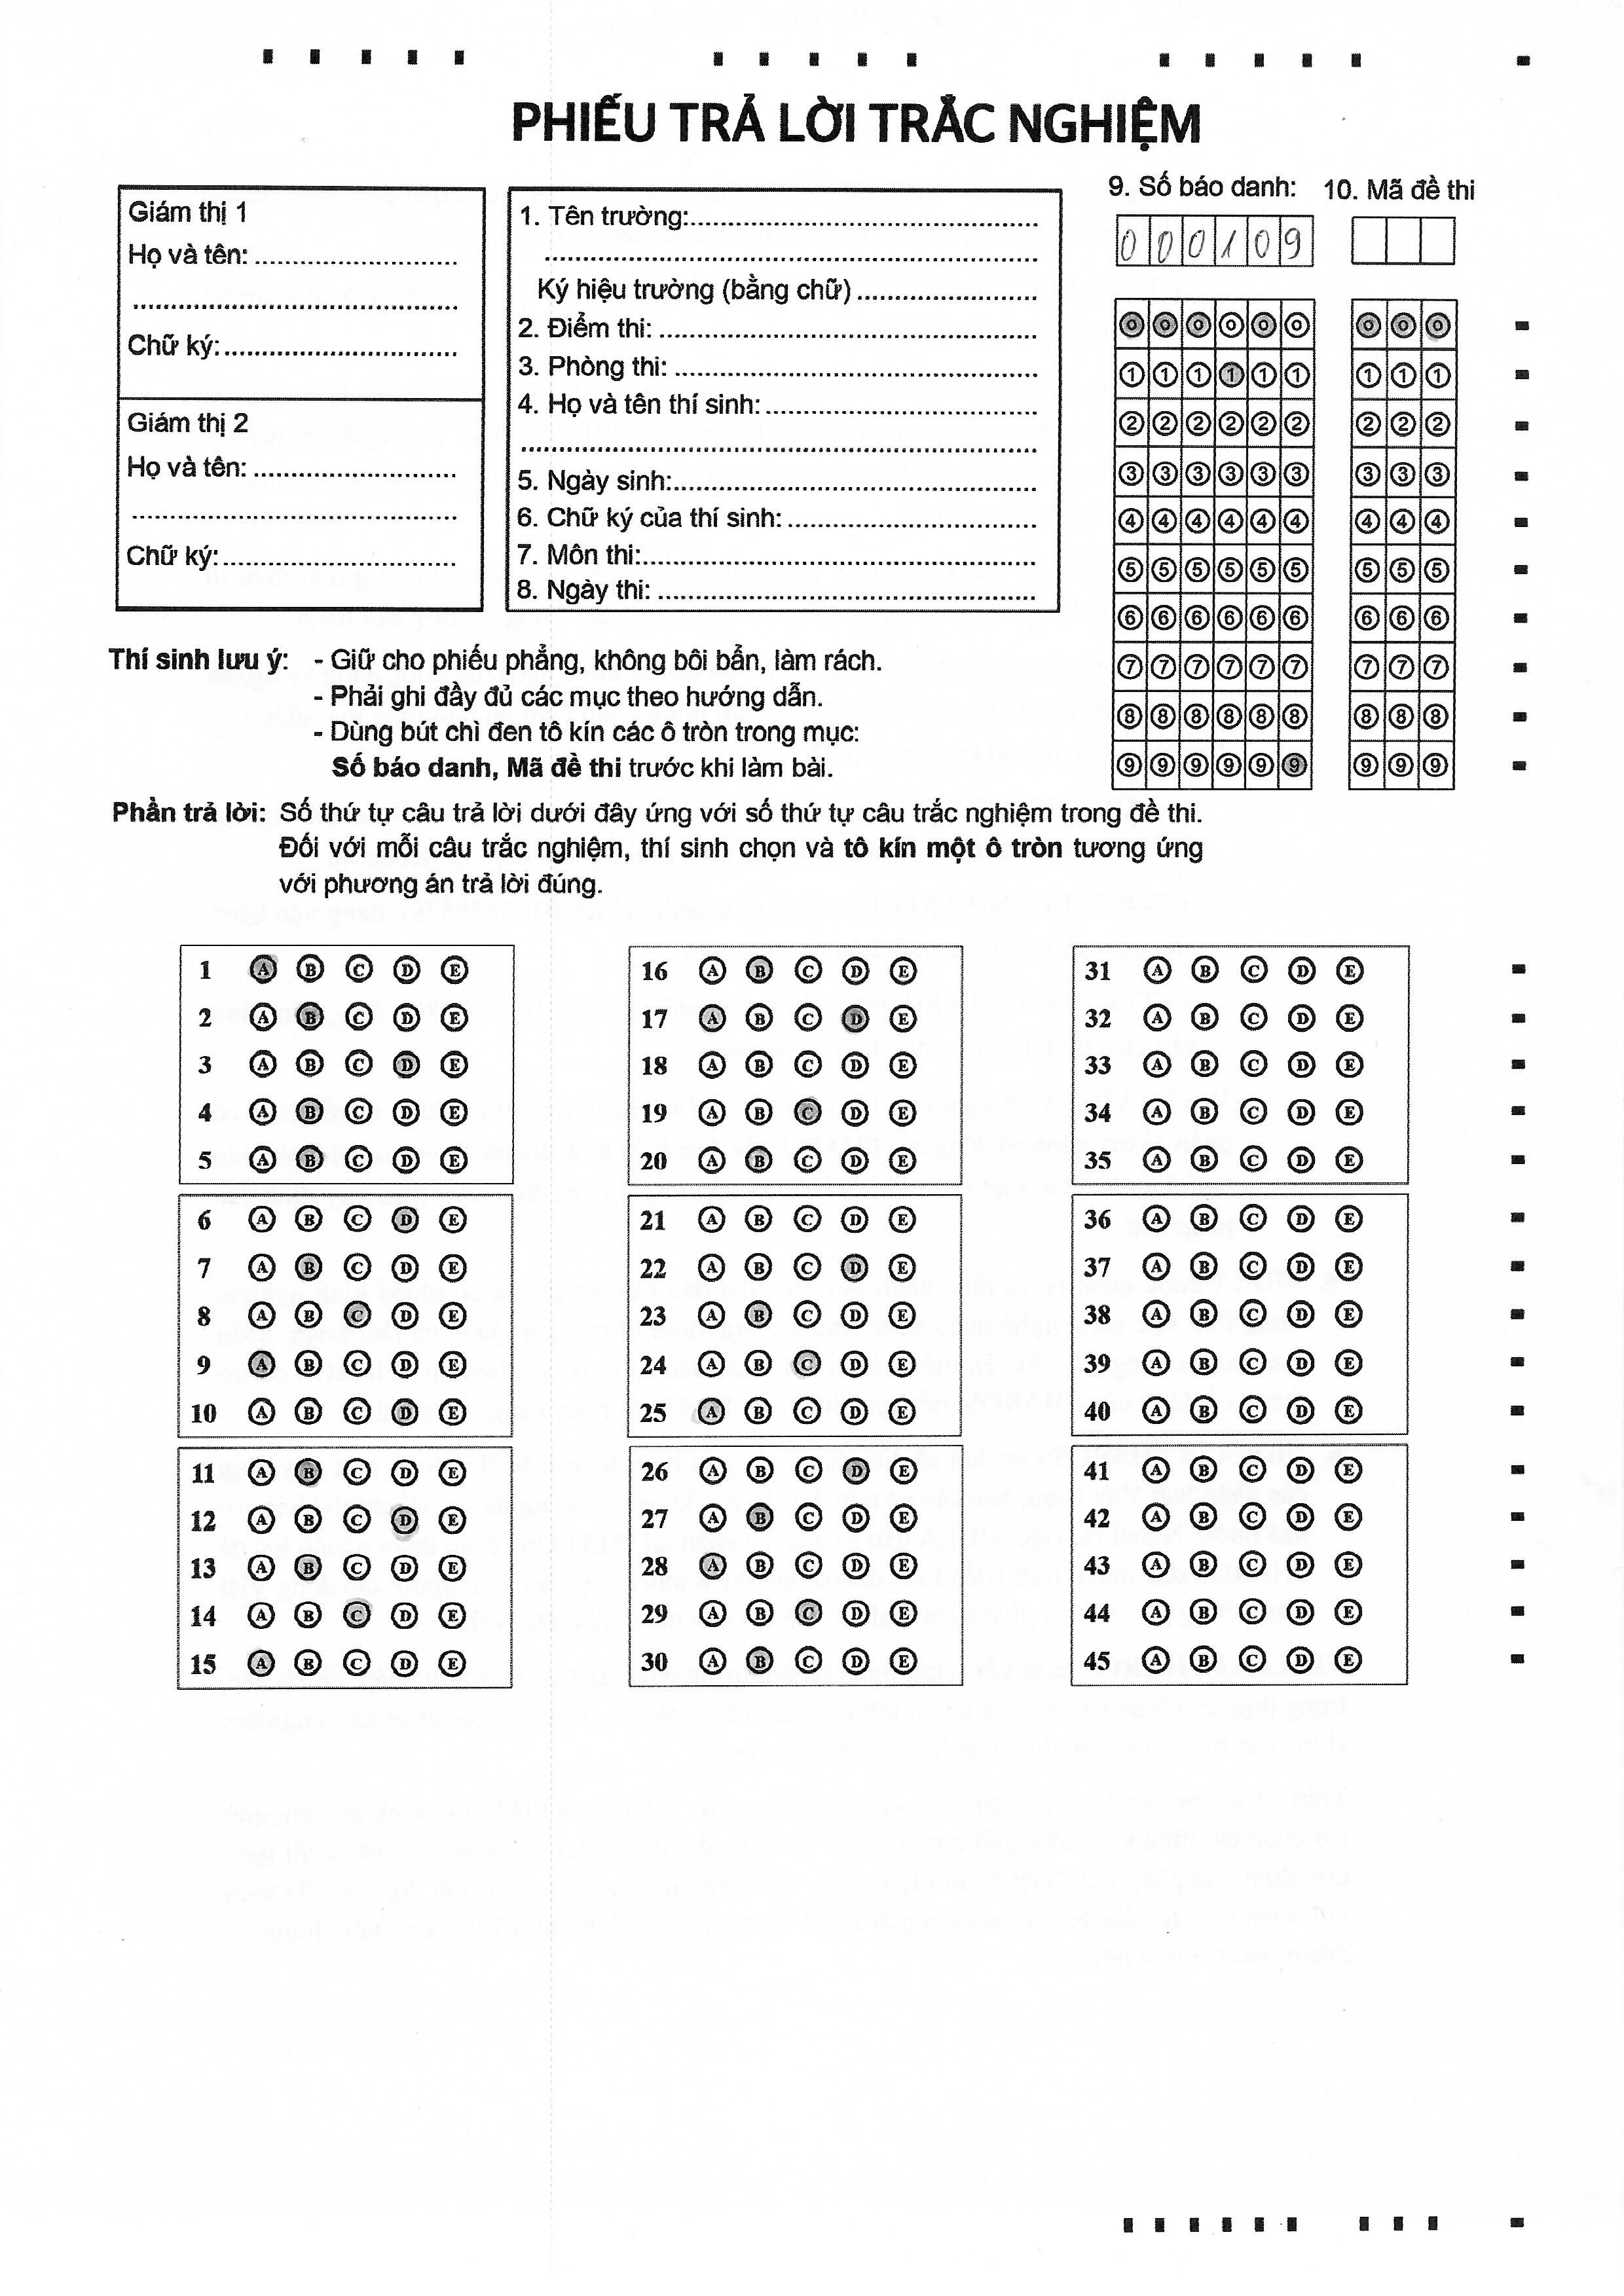 PHIẾU TRẢ LỜI TRẮC NGHIỆM
Giám thị 1
Họ và tên:
Chữ ký:
Giám thị 2
Họ và tên:
Chữ ký:
1. Tên trường:
Ký hiệu trường (bằng chữ)
2. Điểm thi:
3. Phòng thi:
4. Họ và tên thí sinh:
5. Ngày sinh:
6. Chữ ký của thí sinh:
7. Môn thi:
8. Ngày thi:
9. Số báo danh: 10. Mã đề thi
0 0 0 1 0 9
0 0 0 0 0 0 0 0 0
1 1 1 1 1 1 1 1 1
2 2 2 2 2 2 2 2 2
3 3 3 3 3 3 3 3 3
4 4 4 4 4 4 4 4 4
5 5 5 5 5 5 5 5 5
6 6 6 6 6 6 6 6 6
7 7 7 7 7 7 7 7 7
8 8 8 8 8 8 8 8 8
9 9 9 9 9 9 9 9 9
Thí sinh lưu ý: - Giữ cho phiếu phẳng, không bôi bẩn, làm rách.
- Phải ghi đầy đủ các mục theo hướng dẫn.
- Dùng bút chì đen tô kín các ô tròn trong mục:
Số báo danh, Mã đề thi trước khi làm bài.
Phần trả lời: Số thứ tự câu trả lời dưới đây ứng với số thứ tự câu trắc nghiệm trong đề thi.
Đối với mỗi câu trắc nghiệm, thí sinh chọn và tô kín một ô tròn tương ứng
với phương án trả lời đúng.
1 A B C D E
2 A B C D E
3 A B C D E
4 A B C D E
5 A B C D E
6 A B C D E
7 A B C D E
8 A B C D E
9 A B C D E
10 A B C D E
11 A B C D E
12 A B C D E
13 A B C D E
14 A B C D E
15 A B C D E
16 A B C D E
17 A B C D E
18 A B C D E
19 A B C D E
20 A B C D E
21 A B C D E
22 A B C D E
23 A B C D E
24 A B C D E
25 A B C D E
26 A B C D E
27 A B C D E
28 A B C D E
29 A B C D E
30 A B C D E
31 A B C D E
32 A B C D E
33 A B C D E
34 A B C D E
35 A B C D E
36 A B C D E
37 A B C D E
38 A B C D E
39 A B C D E
40 A B C D E
41 A B C D E
42 A B C D E
43 A B C D E
44 A B C D E
45 A B C D E